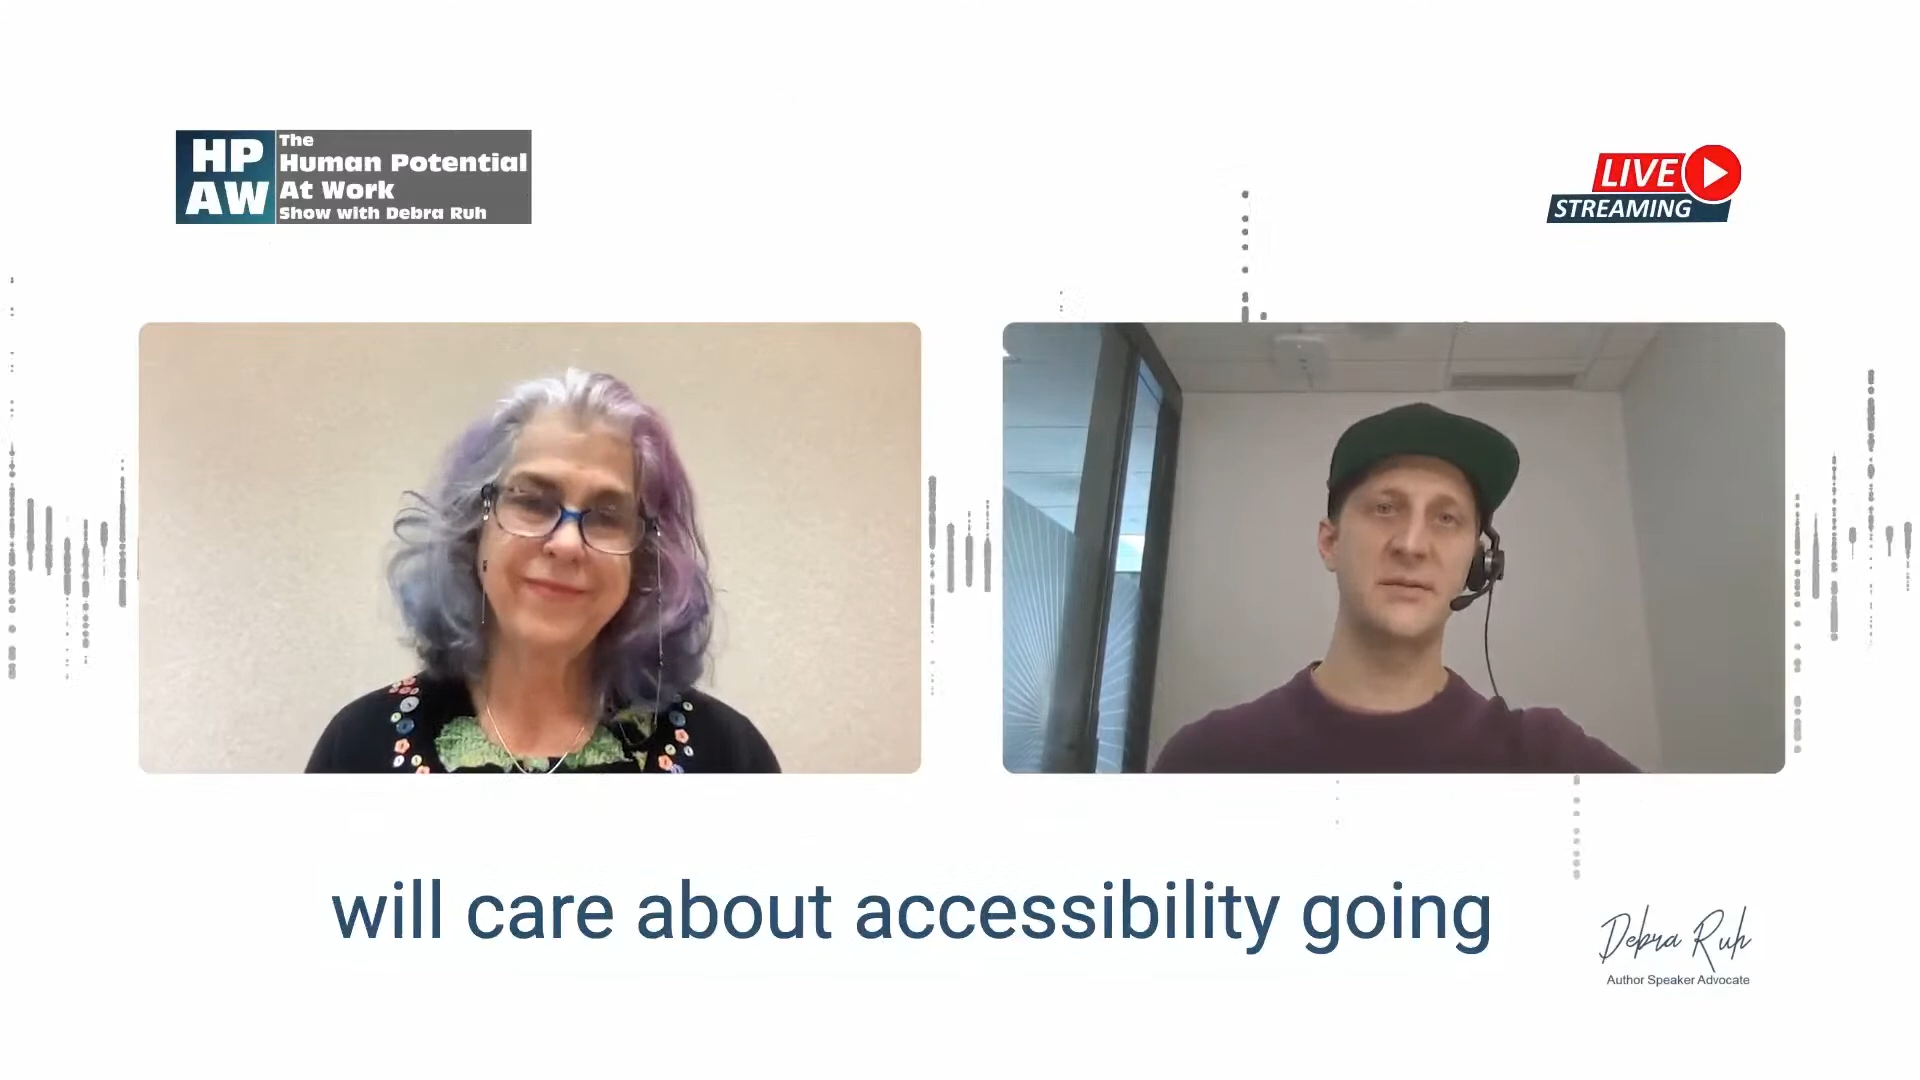 HP
AW
The
Human Potential
At Work
Show with Debra Ruh
LIVE
STREAMING
will care about accessibility going
Debra Ruh
Author Speaker Advocate